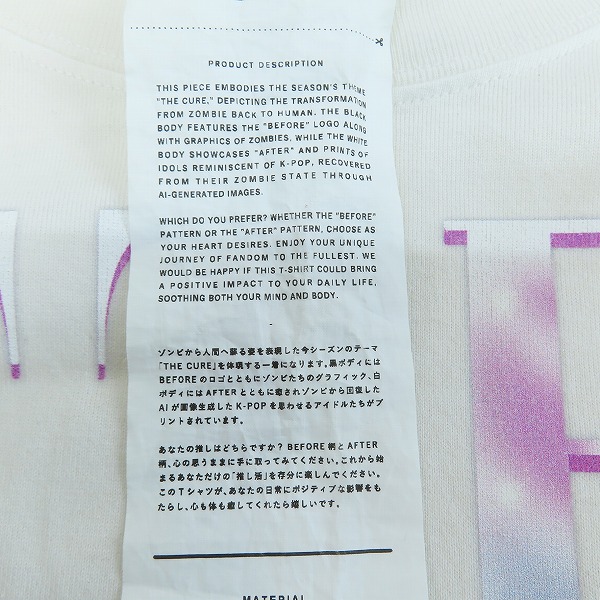 PRODUCT DESCRIPTION
THIS PIECE EMBODIES THE SEASON'S THEME
"THE CURE," DEPICTING THE TRANSFORMATION
FROM ZOMBIE BACK TO HUMAN. THE BLACK
BODY FEATURES THE "BEFORE" LOGO ALONG
WITH GRAPHICS OF ZOMBIES, WHILE THE WHITE
BODY SHOWCASES "AFTER" AND PRINTS OF
IDOLS REMINISCENT OF K-POP, RECOVERED
FROM THEIR ZOMBIE STATE THROUGH
AI-GENERATED IMAGES.
WHICH DO YOU PREFER? WHETHER THE "BEFORE"
PATTERN OR THE "AFTER" PATTERN, CHOOSE AS
YOUR HEART DESIRES. ENJOY YOUR UNIQUE
JOURNEY OF FANDOM TO THE FULLEST. WE
WOULD BE HAPPY IF THIS T-SHIRT COULD BRING
A POSITIVE IMPACT TO YOUR DAILY LIFE,
SOOTHING BOTH YOUR MIND AND BODY.
-
ゾンビから人間へ蘇る姿を表現した今シーズンのテーマ
「THE CURE」を体現する一着になります。黒ボディには
BEFOREのロゴとともにゾンビたちのグラフィック、白
ボディにはAFTERとともに癒されゾンビから回復した
AIが画像生成したK-POPを思わせるアイドルたちがプ
リントされています。
あなたの推しはどちらですか？BEFORE柄とAFTER
柄、心の思うままに手に取ってみてください。これから始
まるあなただけの「推し活」を存分に楽しんでください。
このTシャツが、あなたの日常にポジティブな影響をも
たらし、心も体も癒してくれたら嬉しいです。
MATERIAL